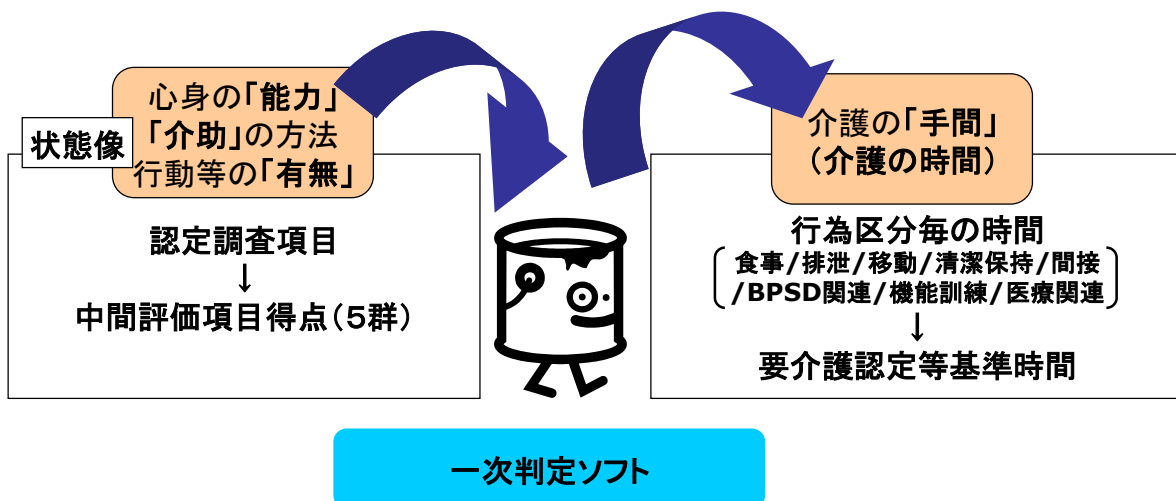 状態像
心身の「能力」
「介助」の方法
行動等の「有無」
認定調査項目
↓
中間評価項目得点(5群)
介護の「手間」
(介護の時間)
行為区分毎の時間
食事/排泄/移動/清潔保持/間接
/BPSD関連/機能訓練/医療関連
↓
要介護認定等基準時間
一次判定ソフト